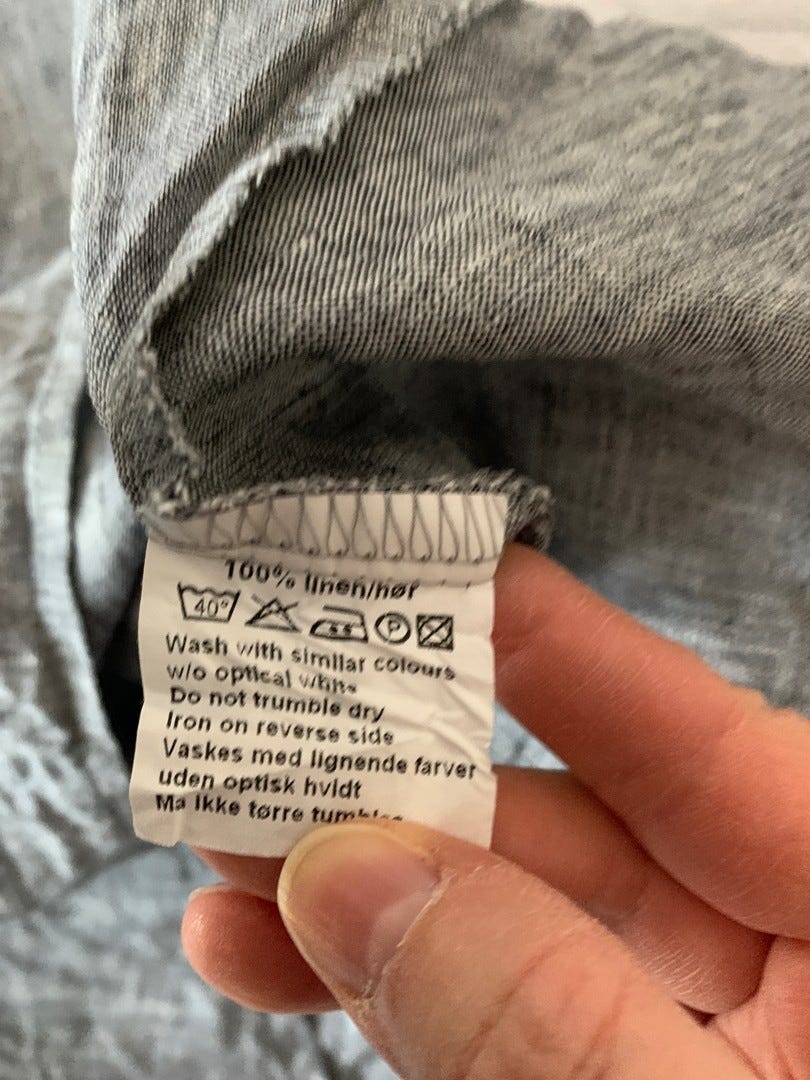 100% linen/hør
40°
P
Wash with similar colours
w/o optical white
Do not trumble dry
Iron on reverse side
Vaskes med lignende farver
uden optisk hvidt
Ma ikke tørre